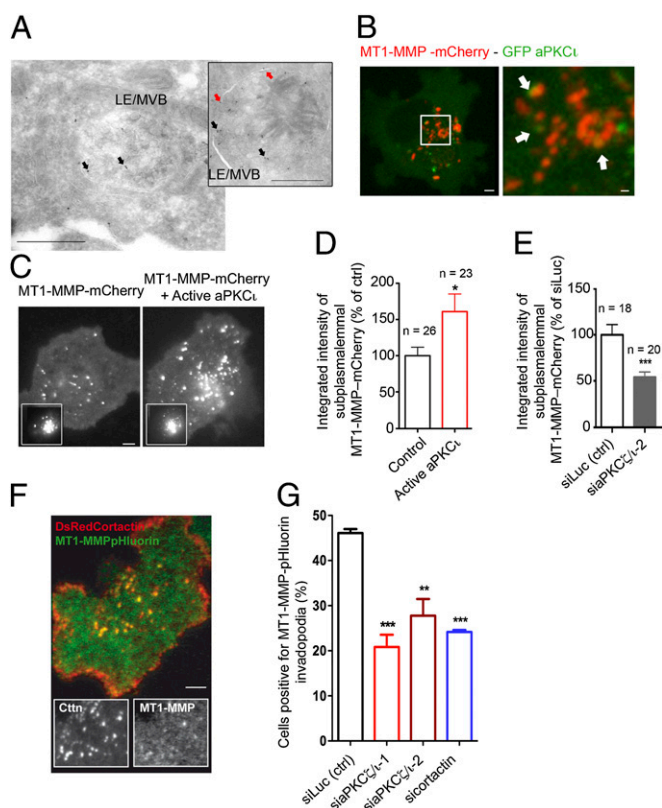 A
LE/MVB
LE/MVB
B
MT1-MMP -mCherry - GFP aPKCι
C
MT1-MMP-mCherry
MT1-MMP-mCherry
+ Active aPKCι
D
Integrated intensity of
subplasmalemmal
MT1-MMP–mCherry (% of ctrl)
200
150
100
50
0
n = 26
n = 23
*
Control
Active aPKCι
E
Integrated intensity of
subplasmalemmal
MT1-MMP–mCherry (% of siLuc)
150
100
50
0
n = 18
n = 20
***
siLuc (ctrl)
siaPKCζ/ι-2
F
DsRedCortactin
MT1-MMPpHluorin
Cttn
MT1-MMP
G
Cells positive for MT1-MMP-pHluorin
invadopodia (%)
50
40
30
20
10
0
***
**
***
siLuc (ctrl)
siaPKCζ/ι-1
siaPKCζ/ι-2
sicortactin